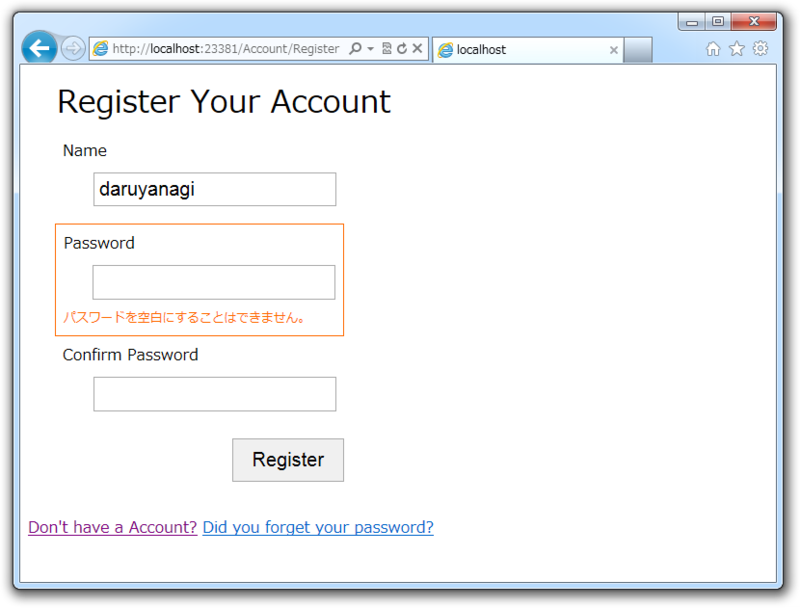 http://localhost:23381/Account/Register
localhost
Register Your Account
Name
daruyanagi
Password
パスワードを空白にすることはできません。
Confirm Password
Register
Don't have a Account? Did you forget your password?